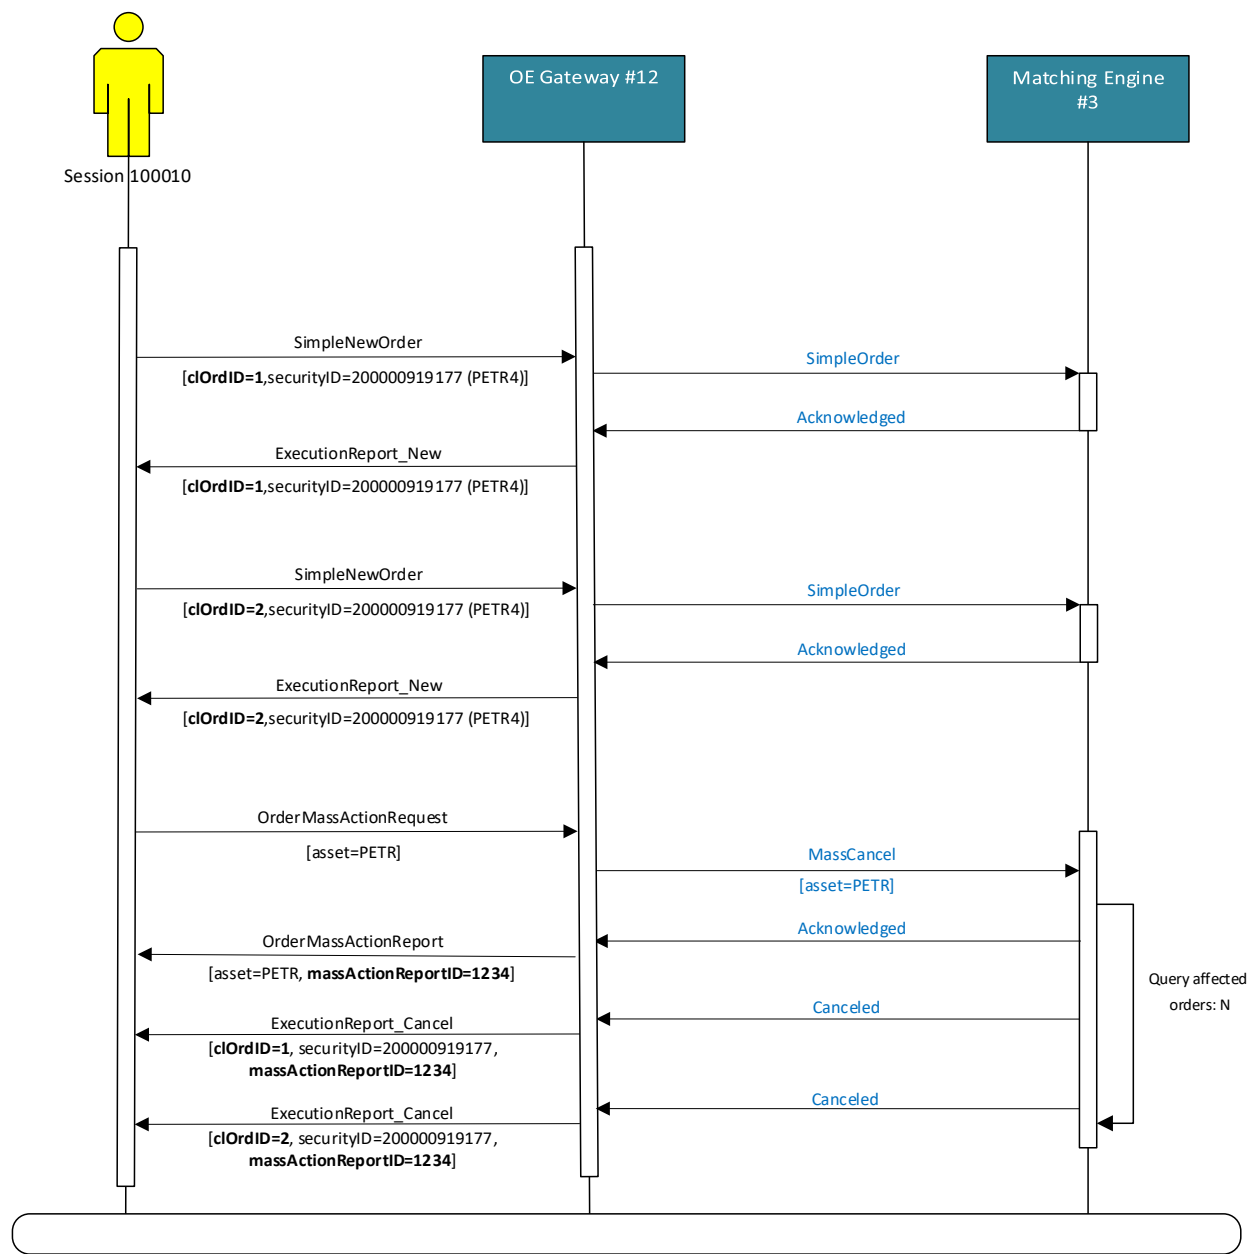 OE Gateway #12
Matching Engine
#3
Session 100010
SimpleNewOrder
SimpleOrder
[clOrdID=1,securityID=200000919177 (PETR4)]
Acknowledged
ExecutionReport_New
[clOrdID=1,securityID=200000919177 (PETR4)]
SimpleNewOrder
SimpleOrder
[clOrdID=2,securityID=200000919177 (PETR4)]
Acknowledged
ExecutionReport_New
[clOrdID=2,securityID=200000919177 (PETR4)]
OrderMassActionRequest
[asset=PETR]
MassCancel
[asset=PETR]
Acknowledged
OrderMassActionReport
[asset=PETR, massActionReportID=1234]
Query affected
orders: N
Canceled
ExecutionReport_Cancel
[clOrdID=1, securityID=200000919177,
massActionReportID=1234]
Canceled
ExecutionReport_Cancel
[clOrdID=2, securityID=200000919177,
massActionReportID=1234]